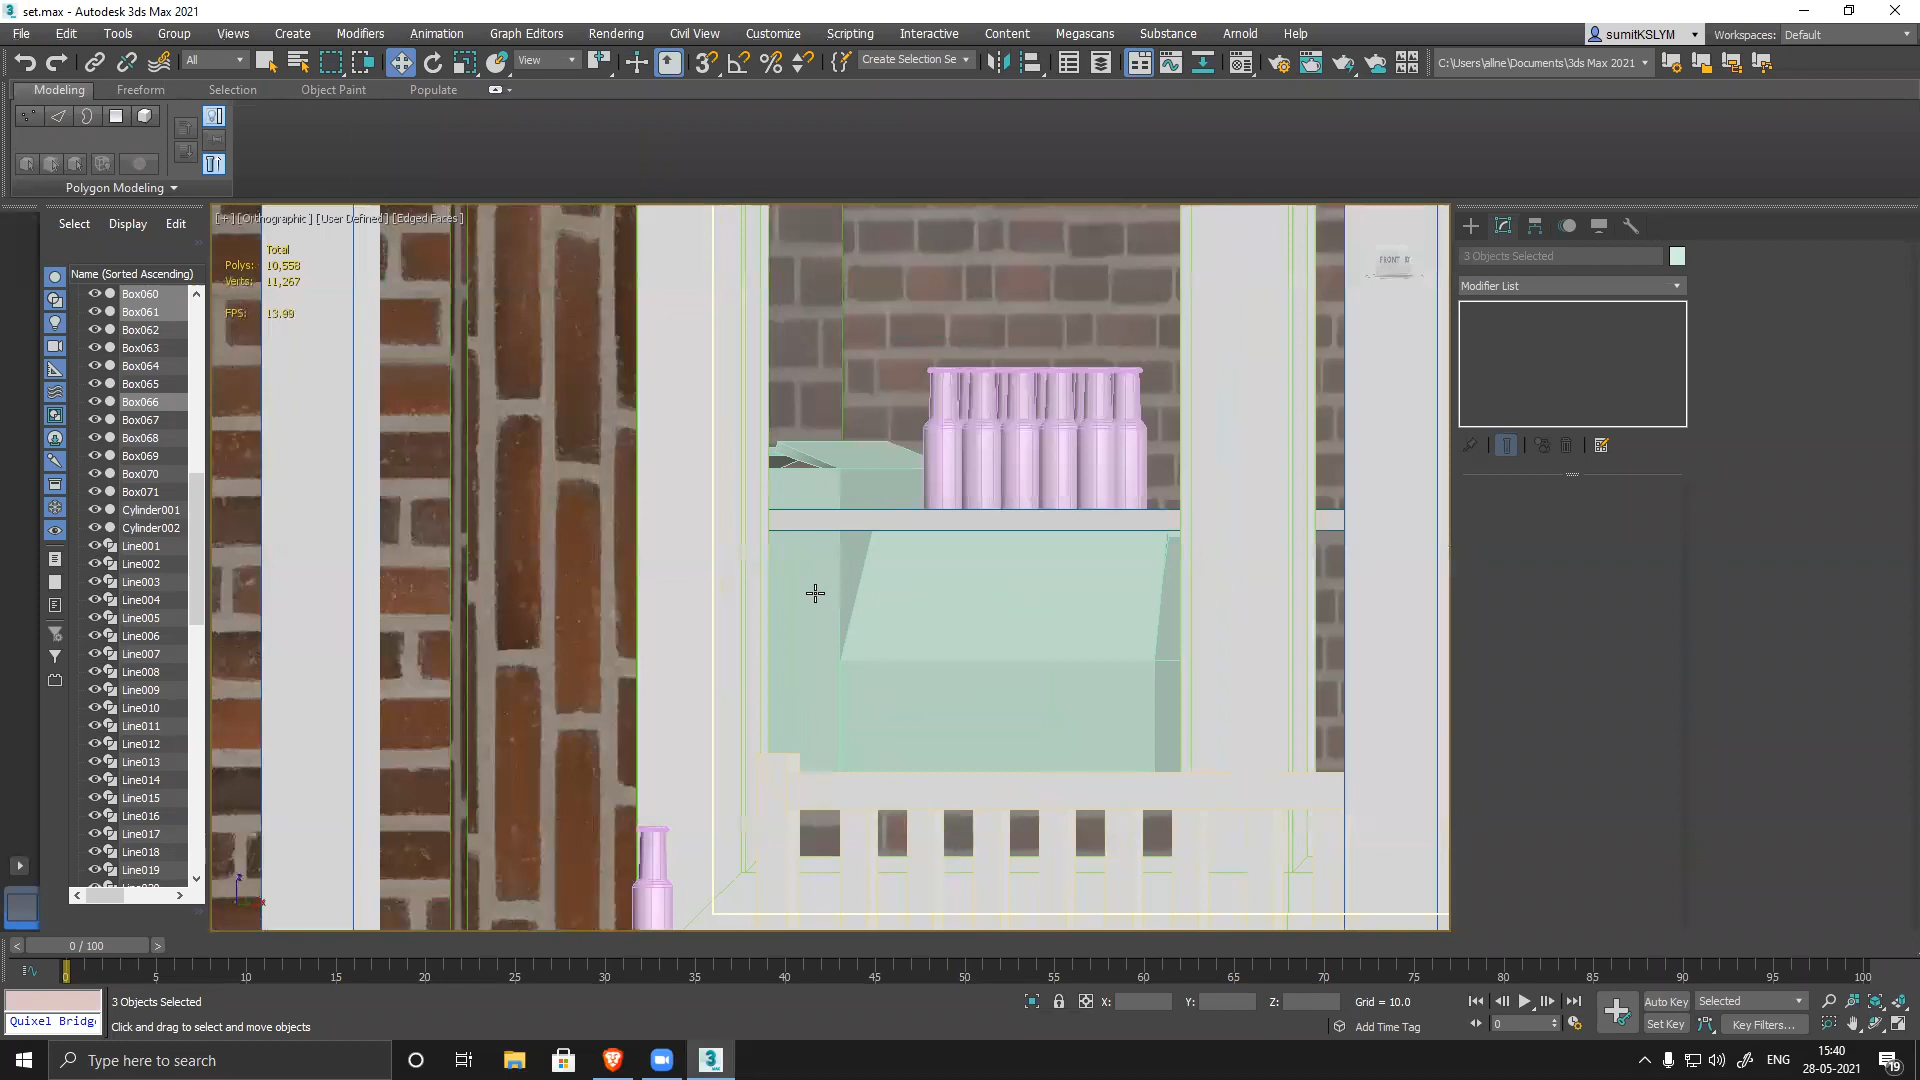 set.max - Autodesk 3ds Max 2021
File Edit Tools Group Views Create Modifiers Animation Graph Editors Rendering Civil View Customize Scripting Interactive Content Megascans Substance Arnold Help
sumitKSLYM Workspaces: Default
All View Create Selection Se C:\Users\allne\Documents\3ds Max 2021
Modeling Freeform Selection Object Paint Populate
Polygon Modeling
Select Display Edit
[+] [Orthographic ] [User Defined ] [Edged Faces ]
Total
Polys: 10,558
Verts: 11,267
FPS: 13.99
FRONT
3 Objects Selected
Modifier List
Name (Sorted Ascending)
Box060
Box061
Box062
Box063
Box064
Box065
Box066
Box067
Box068
Box069
Box070
Box071
Cylinder001
Cylinder002
Line001
Line002
Line003
Line004
Line005
Line006
Line007
Line008
Line009
Line010
Line011
Line012
Line013
Line014
Line015
Line016
Line017
Line018
Line019
0 / 100
0 5 10 15 20 25 30 35 40 45 50 55 60 65 70 75 80 85 90 95 100
3 Objects Selected
X: Y: Z: Grid = 10.0
Auto Key Selected
Quixel Bridg
Click and drag to select and move objects
Add Time Tag
0
Set Key Key Filters...
Type here to search
ENG
15:40
28-05-2021
19